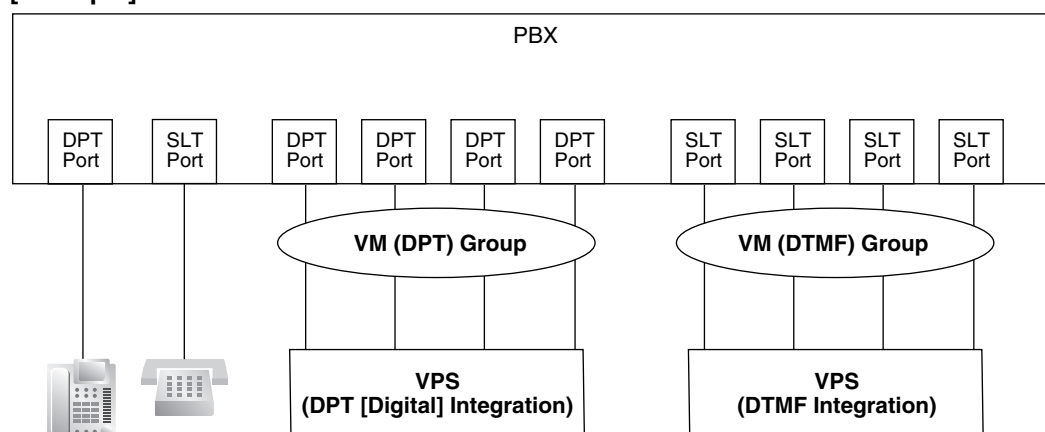 PBX
DPT
Port
SLT
Port
DPT
Port
DPT
Port
DPT
Port
DPT
Port
SLT
Port
SLT
Port
SLT
Port
SLT
Port
VM (DPT) Group
VM (DTMF) Group
VPS
(DPT [Digital] Integration)
VPS
(DTMF Integration)